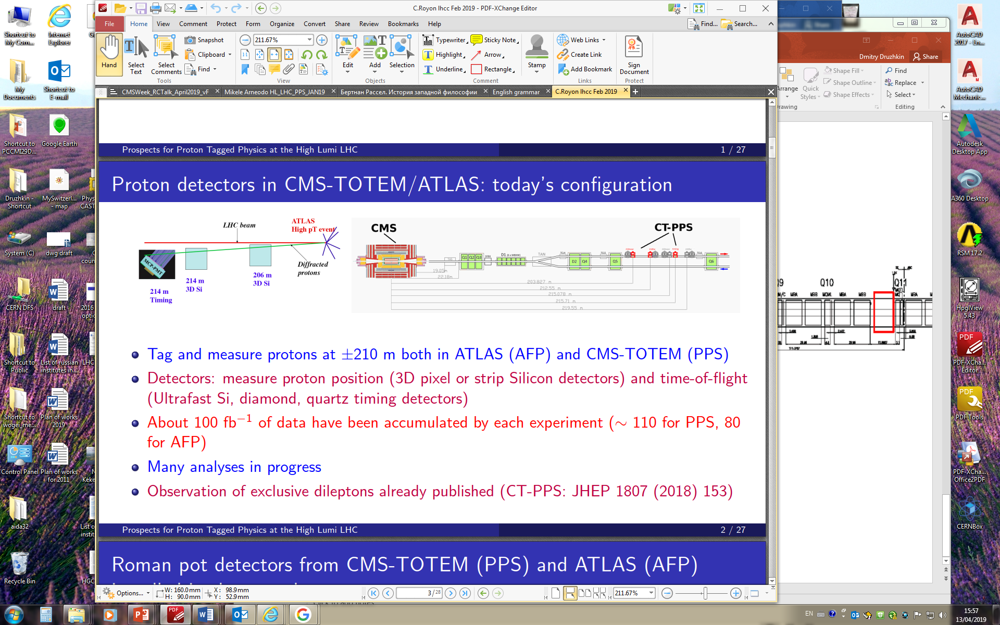 C.Royon lhcc Feb 2019 - PDF-XChange Editor
File Home View Comment Protect Form Organize Convert Share Review Bookmarks Help
Find... Search...
Hand
Select Text
Select Comments
Snapshot
Clipboard
Find
Tools
211.67%
View
Edit
Add
Selection
Objects
Typewriter
Highlight
Underline
Sticky Note
Arrow
Rectangle
Stamp
Comment
Web Links
Create Link
Add Bookmark
Links
Sign Document
Protect
CMSWeek_RCTalk_April2019_vF
Mikele Arneodo HL_LHC_PPS_JAN19
Бертнан Рассел. История западной философии
English grammar
C.Royon lhcc Feb 2019
Prospects for Proton Tagged Physics at the High Lumi LHC 1 / 27
Proton detectors in CMS-TOTEM/ATLAS: today's configuration
LHC beam
ATLAS
High pT event
MCP-PMT
Diffracted
protons
206 m
3D Si
214 m
3D Si
214 m
Timing
CMS
CT-PPS
Q1 Q2 Q3
D1
TAN
D2 Q4
Q5
Q6
19.05m
22.18m
203.827 m
212.55 m
215.078 m
215.71 m
219.55 m
Tag and measure protons at ±210 m both in ATLAS (AFP) and CMS-TOTEM (PPS)
Detectors: measure proton position (3D pixel or strip Silicon detectors) and time-of-flight
(Ultrafast Si, diamond, quartz timing detectors)
About 100 fb⁻¹ of data have been accumulated by each experiment (∼ 110 for PPS, 80
for AFP)
Many analyses in progress
Observation of exclusive dileptons already published (CT-PPS: JHEP 1807 (2018) 153)
Prospects for Proton Tagged Physics at the High Lumi LHC 2 / 27
Roman pot detectors from CMS-TOTEM (PPS) and ATLAS (AFP)
Options...
W: 160.0mm
H: 90.0mm
X: 98.9mm
Y: 52.9mm
3 / 28
211.67%
Dmitry Druzhkin
Share
Arrange
Quick
Styles
Shape Fill
Shape Outline
Shape Effects
Find
Replace
Select
Editing
Q10
Q11
MBA
MBB
Shortcut to
My Com...
Internet
Explorer
My
Documents
Shortcut to
E-mail
Shortcut to
PCCMI29D...
Google Earth
Druzhkin -
Shortcut
MySwitzerl...
- map
System (C)
dwg draft
CERN DFS
draft
Shortcut to
Public
List of russian
institutes in...
Shortcut to
wogei_me...
Plan of works
2019
Control Panel
Plan of works
for 2011
aida32
Recycle Bin
AutoCAD
2017 - En...
AutoCAD
Mechanic...
Autodesk
Desktop App
A360 Desktop
RSM 17.2
HpglView
5.43
PDF-XCha...
Editor
PDF Tools
PDF-XCha...
Office2PDF
CERNBox
EN
15:57
13/04/2019